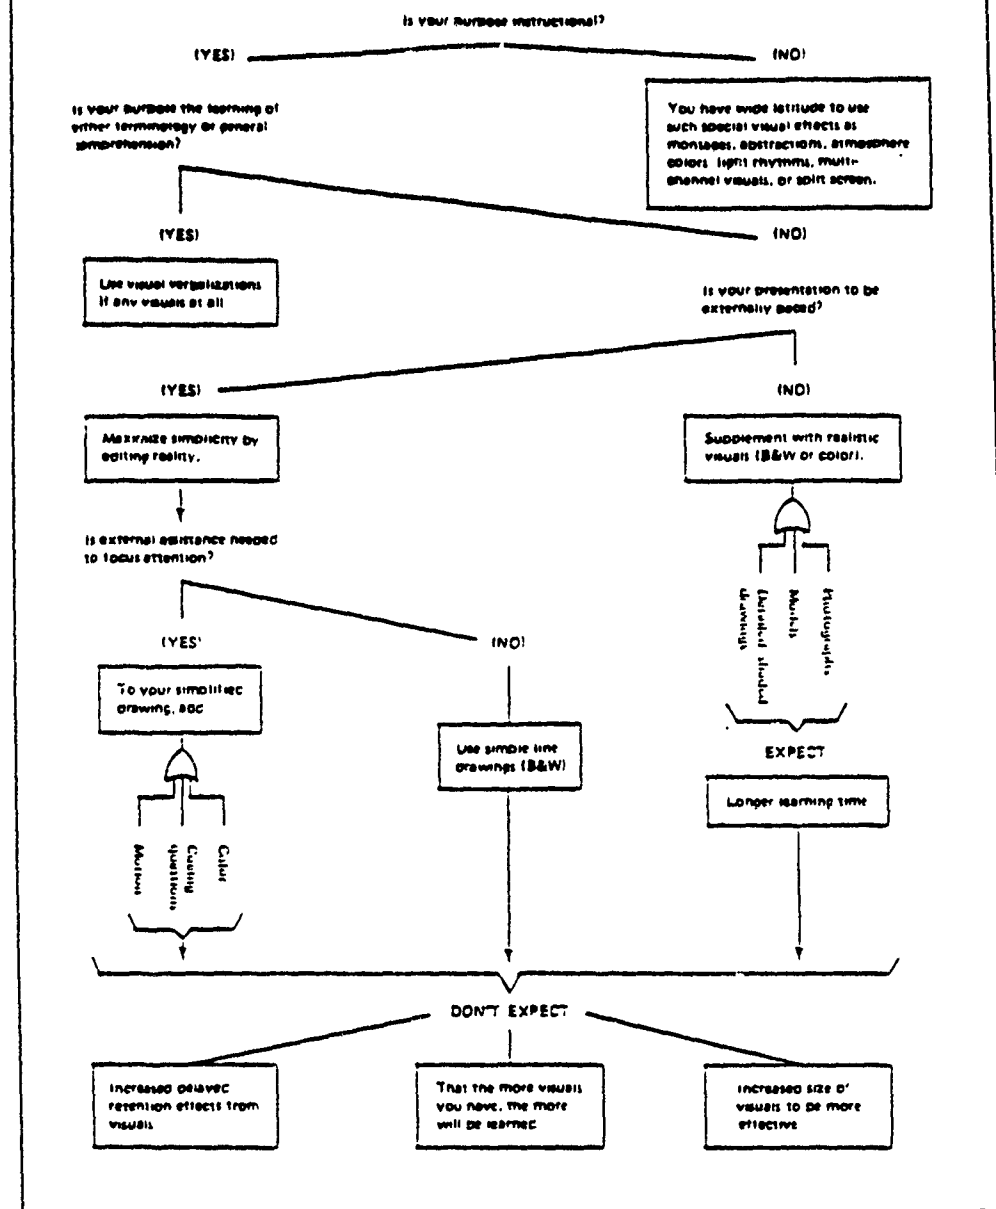 Is your purpose instructional?
(YES)
(NO)
Is your purpose the learning of
either terminology or general
comprehension?
You have wide latitude to use
such special visual effects as
montages, abstractions, atmosphere
colors, light rhythms, multi-
channel visuals, or split screen.
(YES)
(NO)
Use visual verbalizations
if any visuals at all
Is your presentation to be
externally paced?
(YES)
(NO)
Maximize simplicity by
editing reality.
Supplement with realistic
visuals (B&W or color).
Is external assistance needed
to focus attention?
Detailed shaded
drawings
Models
Photographs
(YES)
(NO)
To your simplified
drawing, add
Use simple line
drawings (B&W)
EXPECT
Longer learning time
Motion
Cueing
questions
Color
DON'T EXPECT
Increased delayed
retention effects from
visuals
That the more visuals
you have, the more
will be learned
Increased size of
visuals to be more
effective